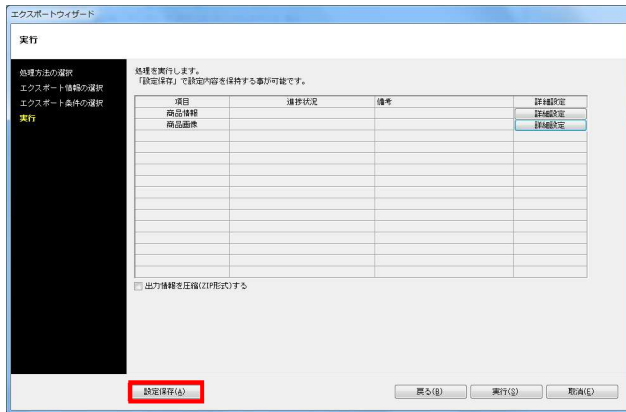 エクスポートウィザード
実行
処理方法の選択
エクスポート情報の選択
エクスポート条件の選択
実行
処理を実行します。
「設定保存」で設定内容を保持する事が可能です。
項目 進捗状況 備考 詳細設定
商品情報 詳細設定
商品画像 詳細設定
出力情報を圧縮(ZIP形式)する
設定保存(A) 戻る(B) 実行(S) 取消(E)